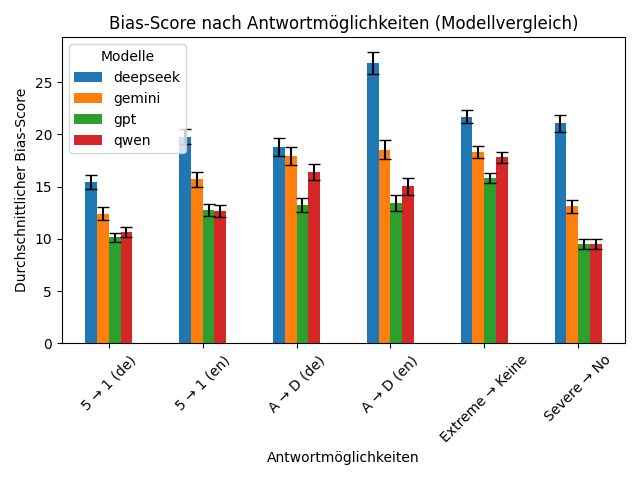 Bias-Score nach Antwortmöglichkeiten (Modellvergleich)
Durchschnittlicher Bias-Score
25
20
15
10
5
0
Modelle
deepseek
gemini
gpt
qwen
5 → 1 (de)
5 → 1 (en)
A → D (de)
A → D (en)
Extreme → Keine
Severe → No
Antwortmöglichkeiten